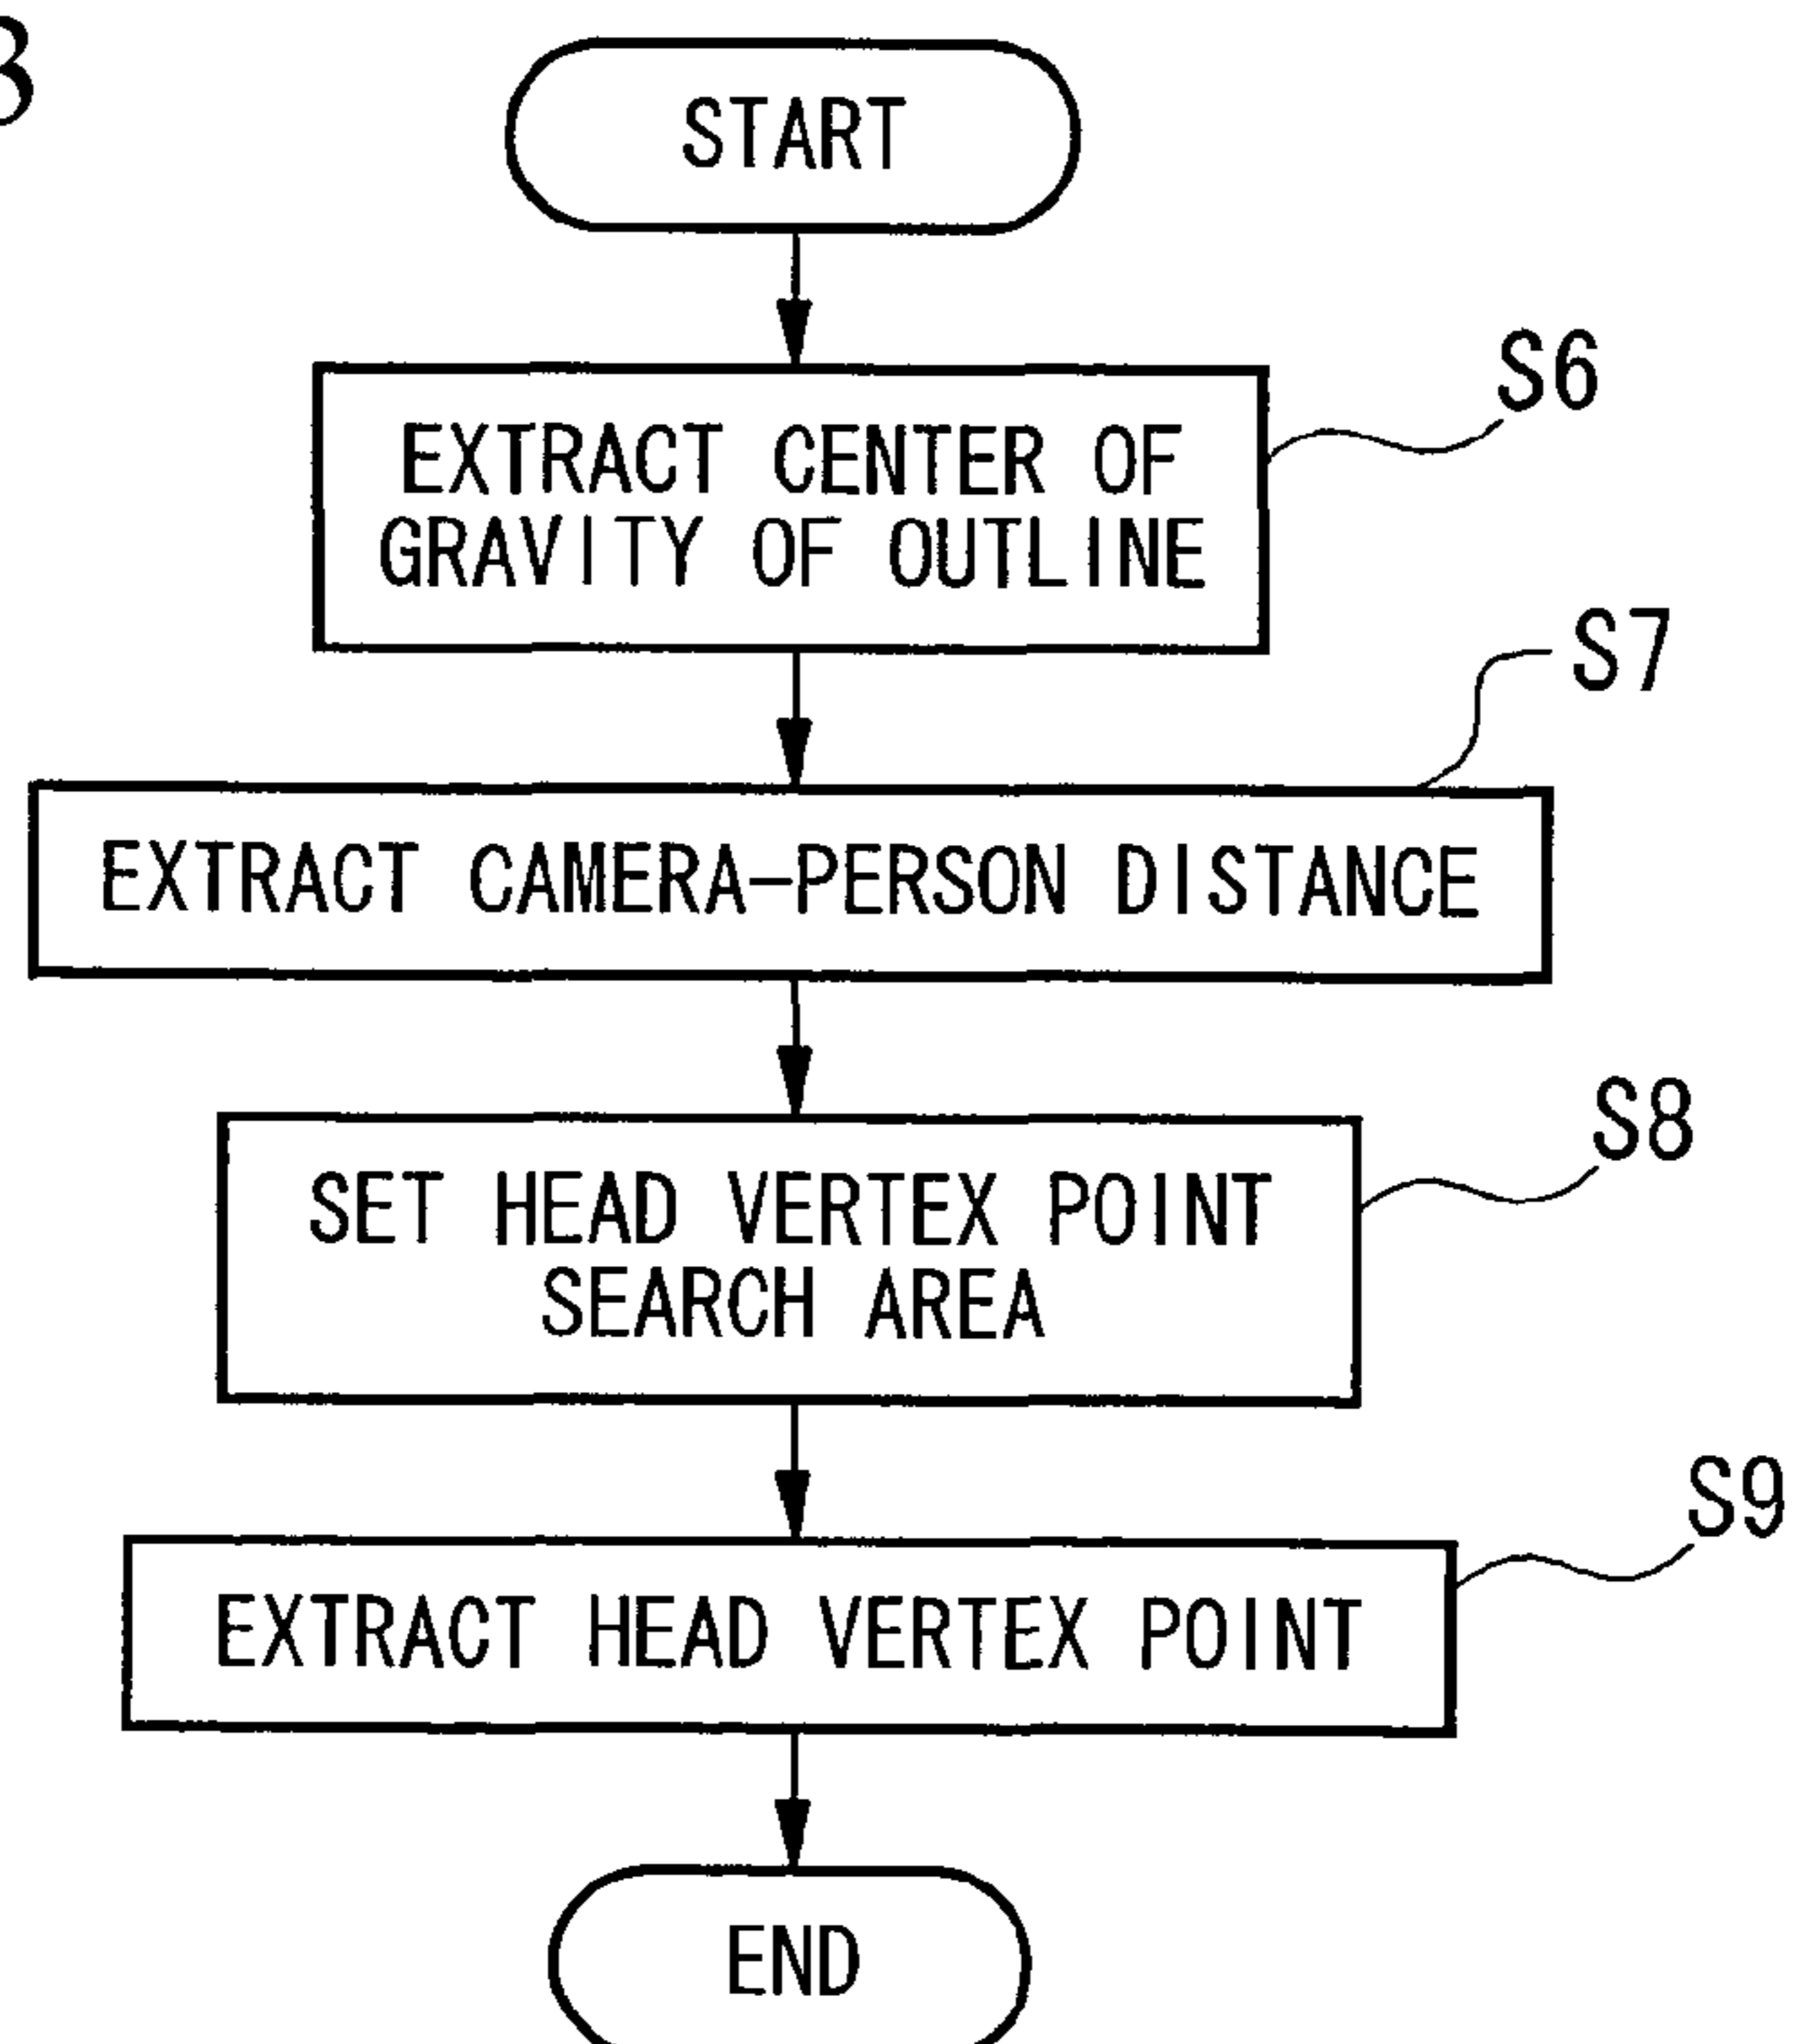 3
START
S6
EXTRACT CENTER OF
GRAVITY OF OUTLINE
S7
EXTRACT CAMERA-PERSON DISTANCE
S8
SET HEAD VERTEX POINT
SEARCH AREA
S9
EXTRACT HEAD VERTEX POINT
END